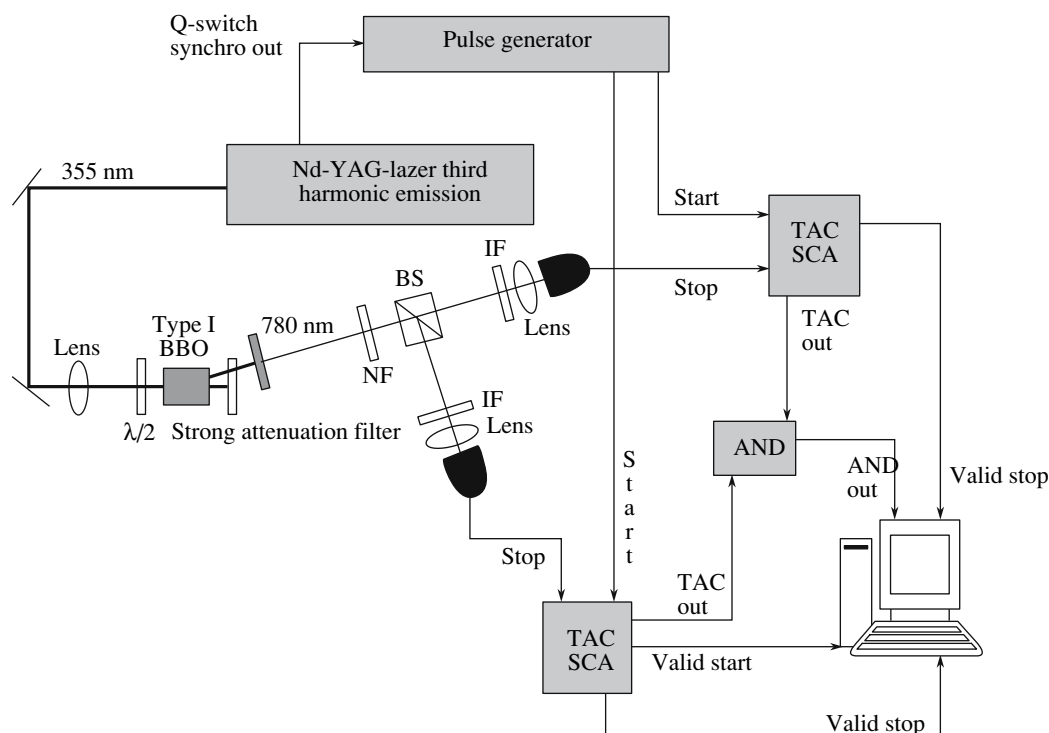 Q-switch
synchro out
Pulse generator
355 nm
Nd-YAG-lazer third
harmonic emission
Start
TAC
SCA
IF
BS
Stop
Lens
780 nm
TAC
out
Type I
BBO
Lens
NF
IF
Lens
λ/2
Strong attenuation filter
AND
AND
out
Valid stop
Start
Stop
TAC
out
TAC
SCA
Valid start
Valid stop